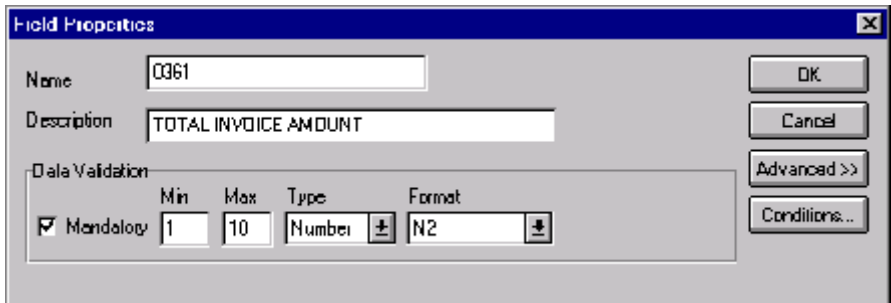 Field Properties
Name 0361
Description TOTAL INVOICE AMOUNT
Data Validation
Min Max Type Format
Mandatory 1 10 Number N2
OK
Cancel
Advanced >>
Conditions...